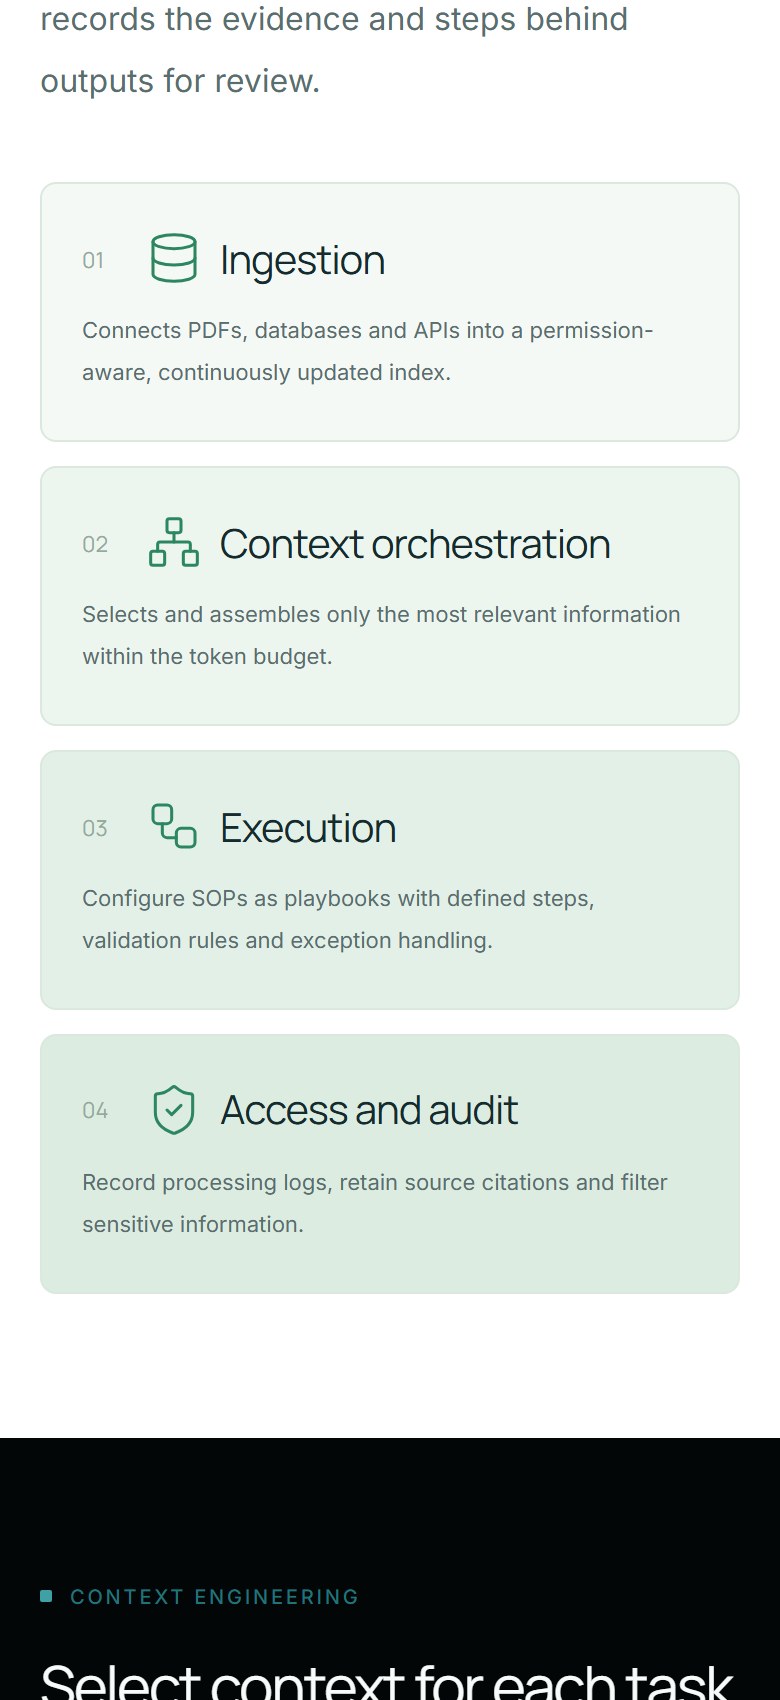 records the evidence and steps behind
outputs for review.
01 Ingestion
Connects PDFs, databases and APIs into a permission-
aware, continuously updated index.
02 Context orchestration
Selects and assembles only the most relevant information
within the token budget.
03 Execution
Configure SOPs as playbooks with defined steps,
validation rules and exception handling.
04 Access and audit
Record processing logs, retain source citations and filter
sensitive information.
CONTEXT ENGINEERING
Select context for each task